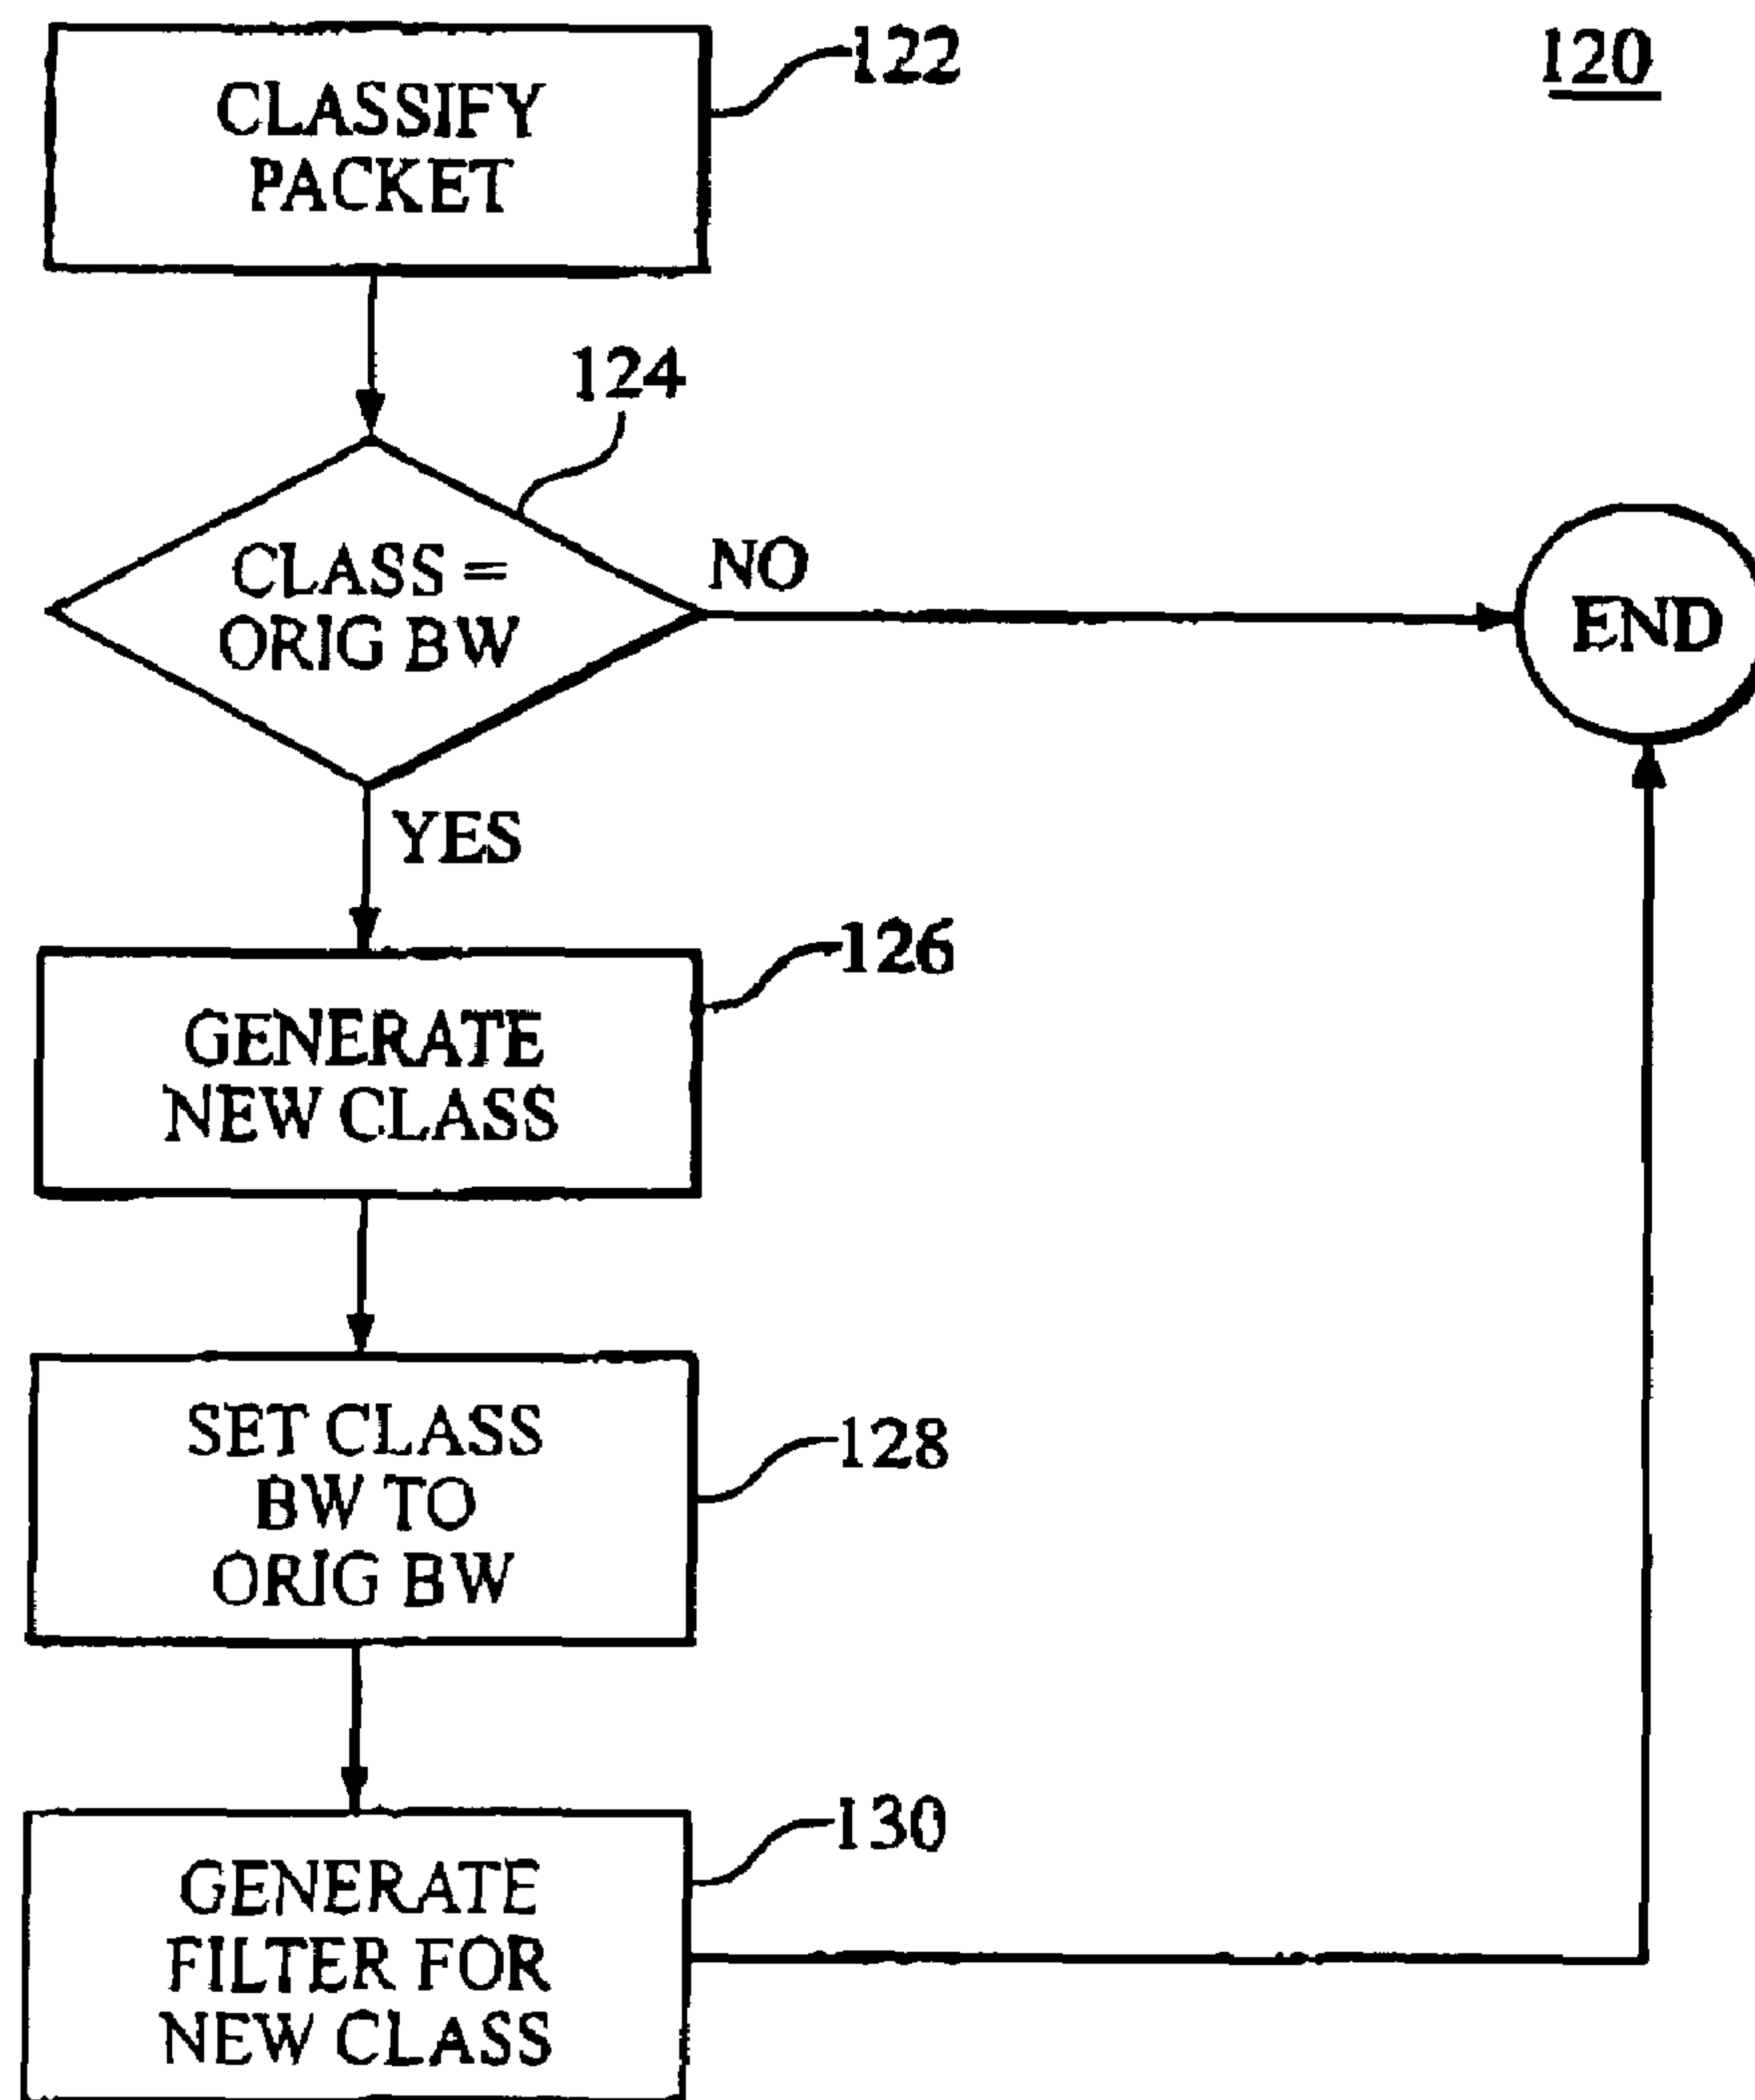 120
122
CLASSIFY
PACKET
124
CLASS =
ORIG BW
NO
END
YES
126
GENERATE
NEW CLASS
128
SET CLASS
BW TO
ORIG BW
130
GENERATE
FILTER FOR
NEW CLASS